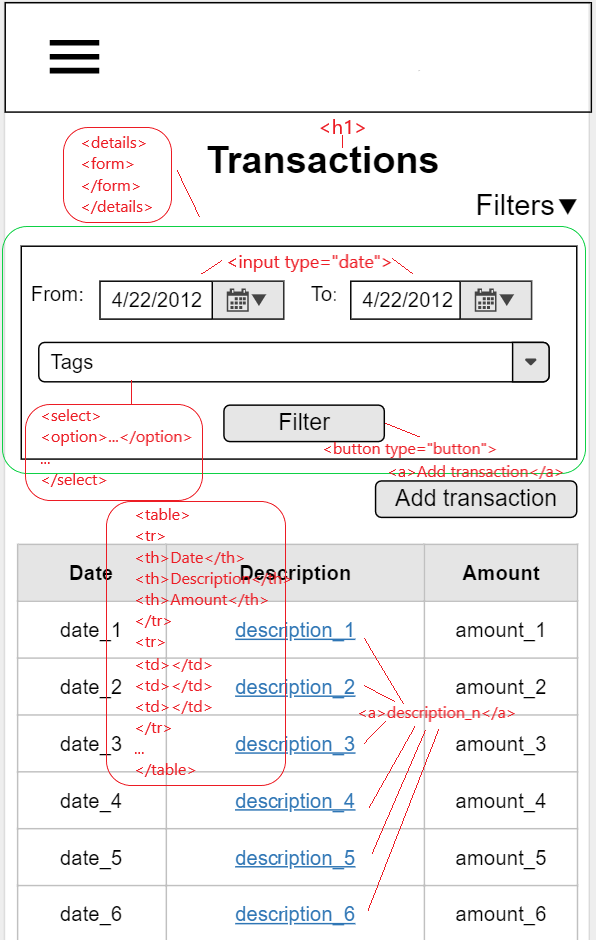 <h1>
Transactions
<details>
<form>
</form>
</details>
Filters
<input type="date">
From: 4/22/2012 To: 4/22/2012
Tags
<select>
<option>...</option>
...
</select>
Filter
<button type="button">
<a>Add transaction</a>
Add transaction
<table>
<tr>
<th>Date</th>
<th>Description</th>
<th>Amount</th>
</tr>
<tr>
<td></td>
<td></td>
<td></td>
</tr>
...
</table>
Date Description Amount
date_1 description_1 amount_1
date_2 description_2 amount_2
<a>description_n</a>
date_3 description_3 amount_3
date_4 description_4 amount_4
date_5 description_5 amount_5
date_6 description_6 amount_6